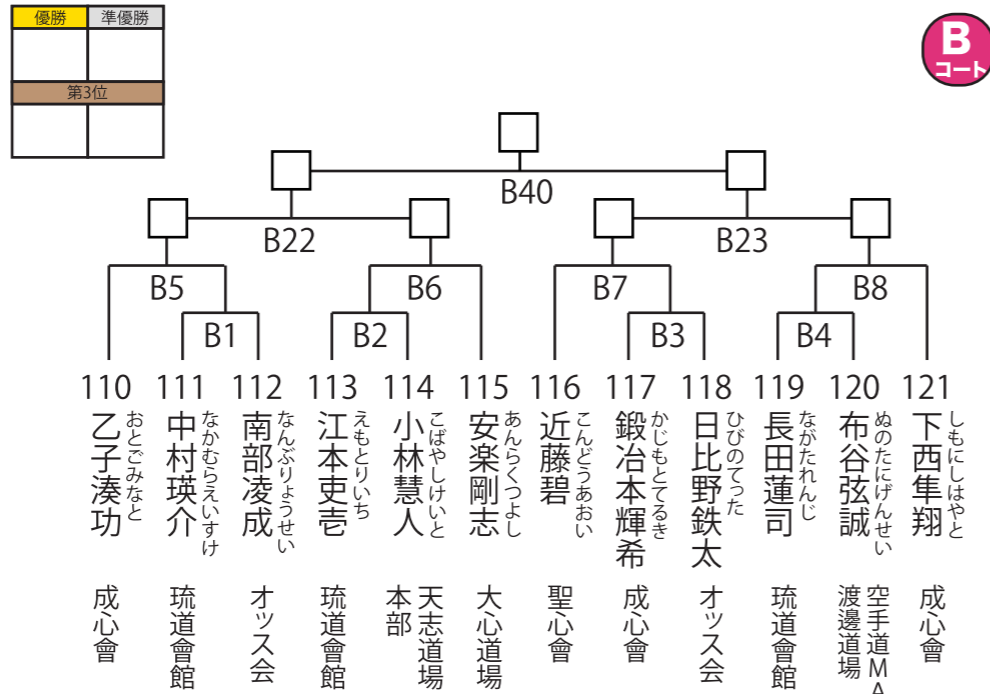 優勝
準優勝
第3位
B
コート
B40
B22
B23
B5
B6
B7
B8
B1
B2
B3
B4
110
111
112
113
114
115
116
117
118
119
120
121
乙子湊功
おとごみなと
中村瑛介
なかむらえいすけ
南部凌成
なんぶりょうせい
江本吏壱
えもとりいち
小林慧人
こばやしけいと
安楽剛志
あんらくつよし
近藤碧
こんどうあおい
鍛冶本輝希
かじもとてるき
日比野鉄太
ひびのてった
長田蓮司
ながたれんじ
布谷弦誠
ぬのたにげんせい
下西隼翔
しもにしはやと
成心會
琉道會館
オッス会
琉道會館
天志道場
本部
大心道場
聖心會
成心會
オッス会
琉道會館
空手道MA
渡邊道場
成心會